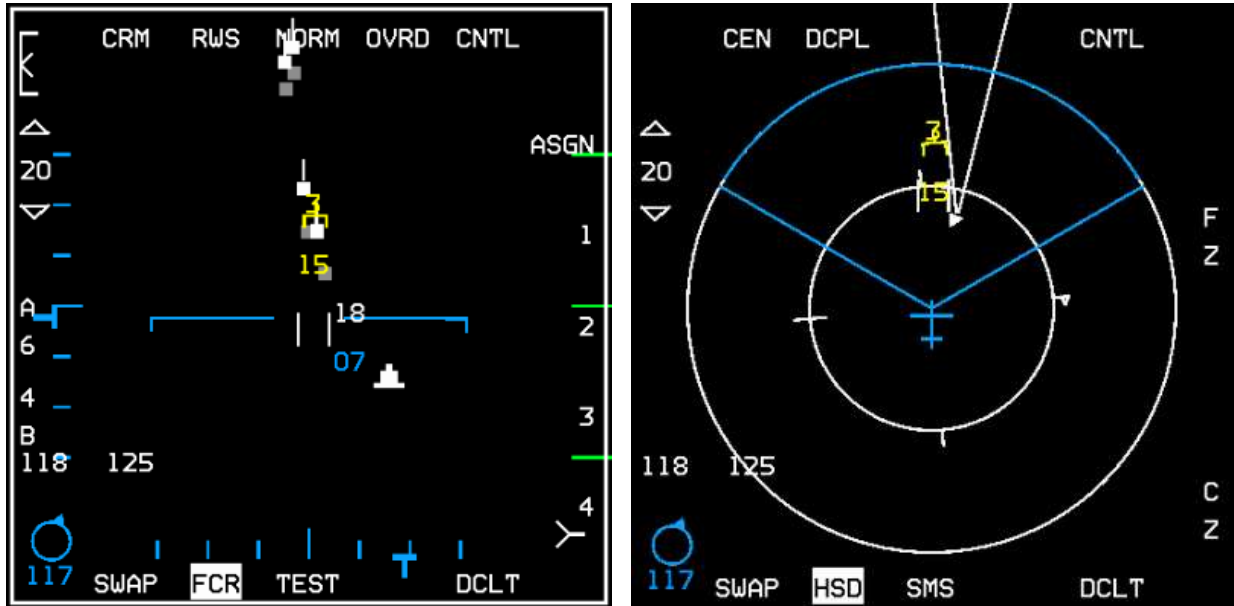 CRM RWS NORM OVRD CNTL
20
ASGN
3
15
1
A
6
4
B
18
07
2
3
4
118 125
117
SWAP FCR TEST DCLT
CEN DCPL CNTL
20
3
15
F
Z
118 125
C
Z
117
SWAP HSD SMS DCLT